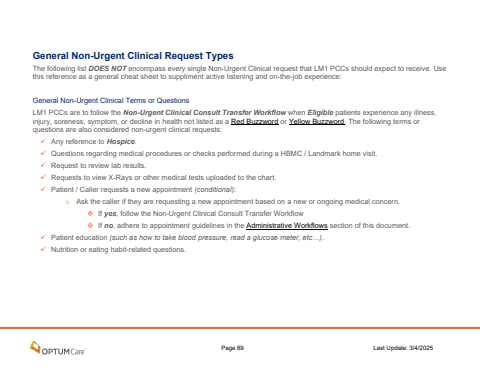 General Non-Urgent Clinical Request Types
The following list DOES NOT encompass every single Non-Urgent Clinical request that LM1 PCCs should expect to receive. Use
this reference as a general cheat sheet to suppliment active listening and on-the-job experience:
General Non-Urgent Clinical Terms or Questions
LM1 PCCs are to follow the Non-Urgent Clinical Consult Transfer Workflow when Eligible patients experience any illness,
injury, soreness, symptom, or decline in health not listed as a Red Buzzword or Yellow Buzzword. The following terms or
questions are also considered non-urgent clinical requests:
✓ Any reference to Hospice.
✓ Questions regarding medical procedures or checks performed during a HBMC / Landmark home visit.
✓ Request to review lab results.
✓ Requests to view X-Rays or other medical tests uploaded to the chart.
✓ Patient / Caller requests a new appointment (conditional):
o Ask the caller if they are requesting a new appointment based on a new or ongoing medical concern.
❖ If yes, follow the Non-Urgent Clinical Consult Transfer Workflow
❖ If no, adhere to appointment guidelines in the Administrative Workflows section of this document.
✓ Patient education (such as how to take blood pressure, read a glucose meter, etc…).
✓ Nutrition or eating habit-related questions.
OPTUMCare
Page 89
Last Update: 3/4/2025